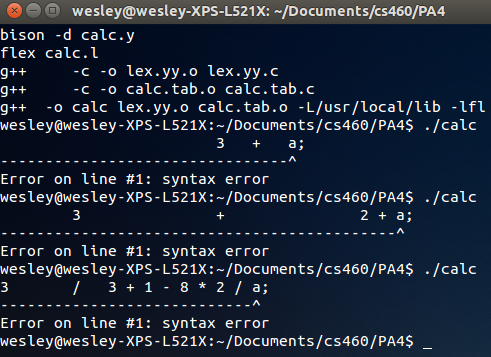 wesley@wesley-XPS-L521X: ~/Documents/cs460/PA4
bison -d calc.y
flex calc.l
g++    -c -o lex.yy.o lex.yy.c
g++    -c -o calc.tab.o calc.tab.c
g++  -o calc lex.yy.o calc.tab.o -L/usr/local/lib -lfl
wesley@wesley-XPS-L521X:~/Documents/cs460/PA4$ ./calc
                        3   +   a;
--------------------------------^
Error on line #1: syntax error
wesley@wesley-XPS-L521X:~/Documents/cs460/PA4$ ./calc
        3               +               2 + a;
--------------------------------------------^
Error on line #1: syntax error
wesley@wesley-XPS-L521X:~/Documents/cs460/PA4$ ./calc
3       /   3 + 1 - 8 * 2 / a;
----------------------------^
Error on line #1: syntax error
wesley@wesley-XPS-L521X:~/Documents/cs460/PA4$ _